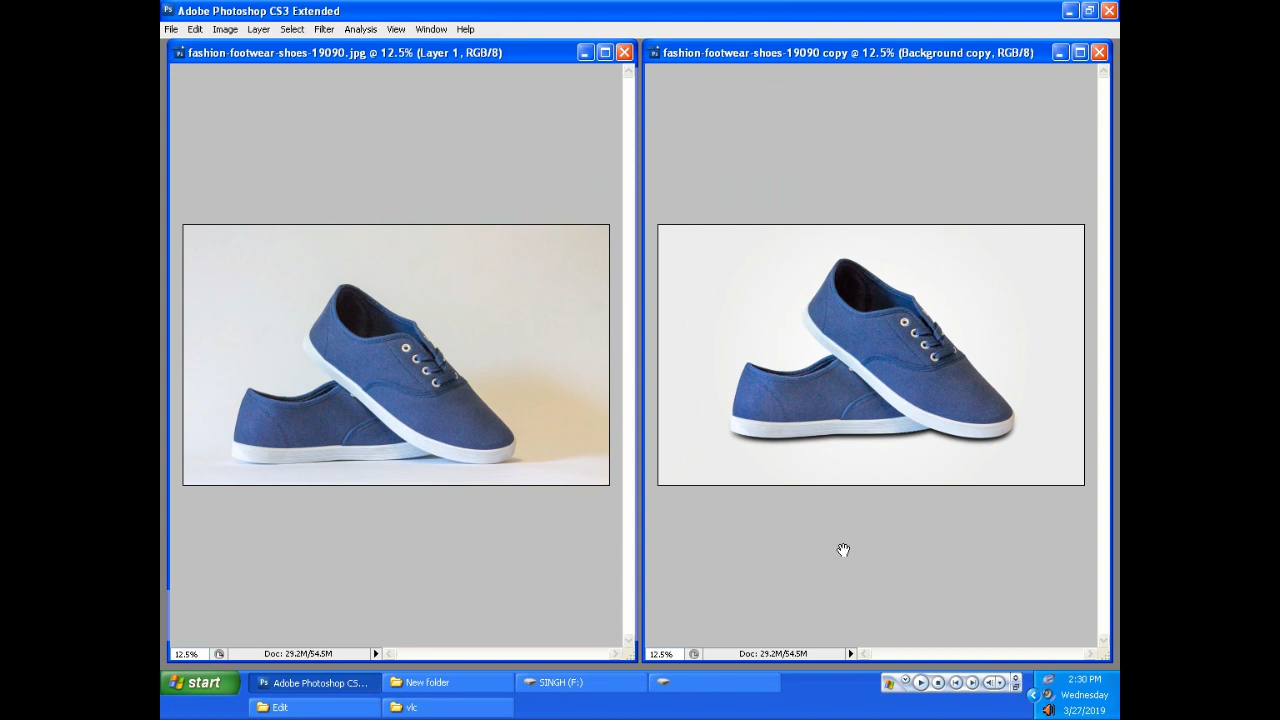 Ps Adobe Photoshop CS3 Extended
File Edit Image Layer Select Filter Analysis View Window Help
fashion-footwear-shoes-19090.jpg @ 12.5% (Layer 1, RGB/8)
fashion-footwear-shoes-19090 copy @ 12.5% (Background copy, RGB/8)
12.5% Doc: 29.2M/54.5M
12.5% Doc: 29.2M/54.5M
start
Ps Adobe Photoshop CS...
New folder
SINGH (F:)
Edit
vlc
2:30 PM
Wednesday
3/27/2019